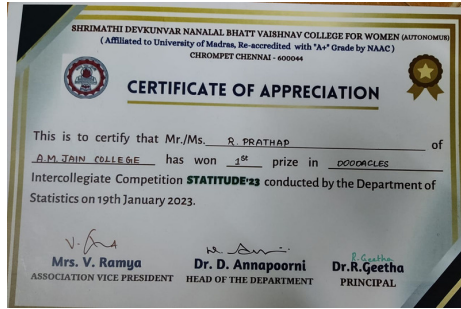 SHRIMATHI DEVKUNVAR NANALAL BHATT VAISHNAV COLLEGE FOR WOMEN (AUTONOMUS)
( Affiliated to University of Madras, Re-accredited with "A+" Grade by NAAC )
CHROMPET CHENNAI - 600044
CERTIFICATE OF APPRECIATION
This is to certify that Mr./Ms. R. PRATHAP of
A.M. JAIN COLLEGE has won 1st prize in DOODACLES
Intercollegiate Competition STATITUDE'23 conducted by the Department of
Statistics on 19th January 2023.
R.Geetha
Mrs. V. Ramya Dr. D. Annapoorni Dr.R.Geetha
ASSOCIATION VICE PRESIDENT HEAD OF THE DEPARTMENT PRINCIPAL